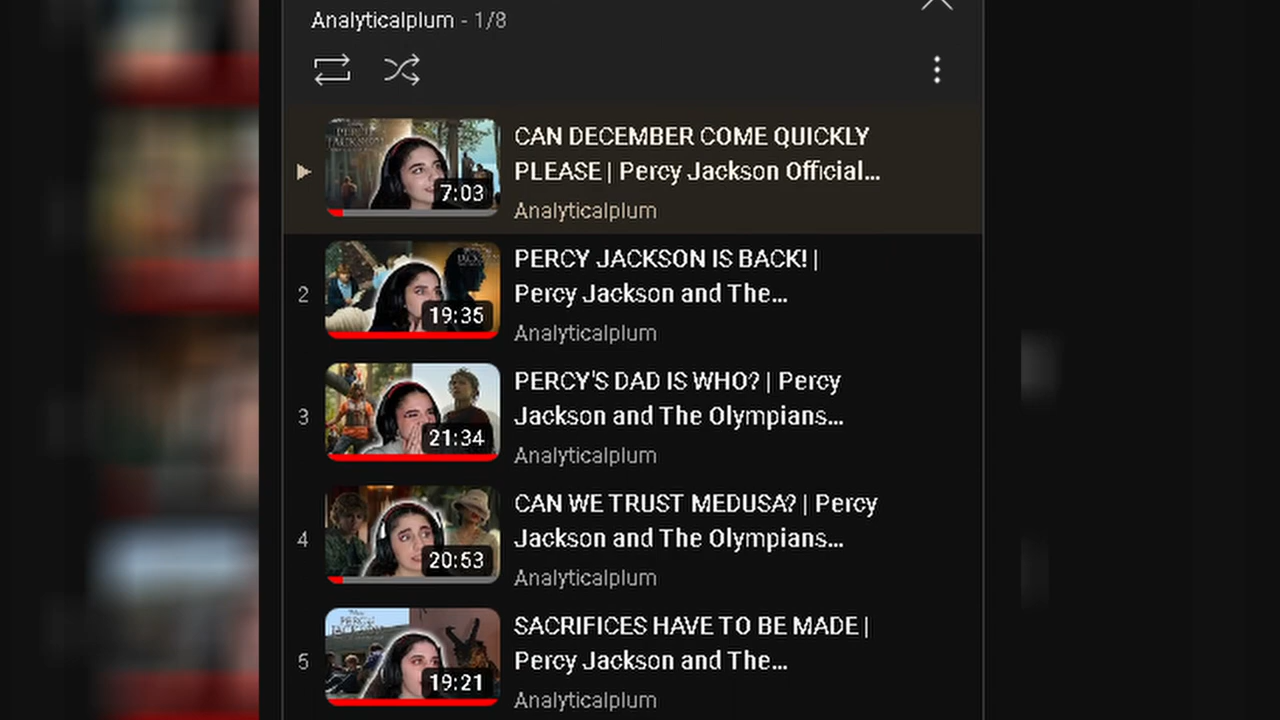 Analyticalplum - 1/8
CAN DECEMBER COME QUICKLY
PLEASE | Percy Jackson Official...
Analyticalplum
7:03
PERCY JACKSON IS BACK! |
Percy Jackson and The...
Analyticalplum
2
19:35
PERCY'S DAD IS WHO? | Percy
Jackson and The Olympians...
Analyticalplum
3
21:34
CAN WE TRUST MEDUSA? | Percy
Jackson and The Olympians...
Analyticalplum
4
20:53
SACRIFICES HAVE TO BE MADE |
Percy Jackson and The...
Analyticalplum
5
19:21
PERCY
JACKSON